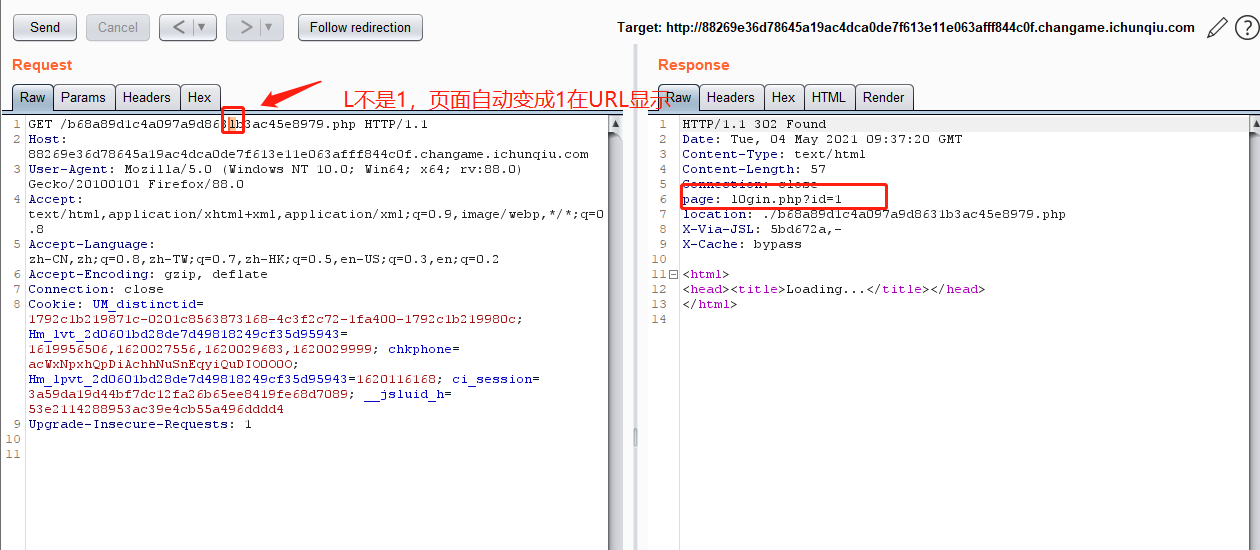 Send Cancel < > Follow redirection Target: http://88269e36d78645a19ac4dca0de7f613e11e063afff844c0f.changame.ichunqiu.com ?
Request
Raw Params Headers Hex
L不是1，页面自动变成1在URL显示
1 GET /b68a89d1c4a097a9d8631b3ac45e8979.php HTTP/1.1
2 Host:
88269e36d78645a19ac4dca0de7f613e11e063afff844c0f.changame.ichunqiu.com
3 User-Agent: Mozilla/5.0 (Windows NT 10.0; Win64; x64; rv:88.0)
Gecko/20100101 Firefox/88.0
4 Accept:
text/html,application/xhtml+xml,application/xml;q=0.9,image/webp,*/*;q=0
.8
5 Accept-Language:
zh-CN,zh;q=0.8,zh-TW;q=0.7,zh-HK;q=0.5,en-US;q=0.3,en;q=0.2
6 Accept-Encoding: gzip, deflate
7 Connection: close
8 Cookie: UM_distinctid=
1792c1b219871c-0201c8563873168-4c3f2c72-1fa400-1792c1b219980c;
Hm_lvt_2d0601bd28de7d49818249cf35d95943=
1619956506,1620027556,1620029683,1620029999; chkphone=
acWxNpxhQpDiAchhNuSnEqyiQuDIO0O0O;
Hm_lpvt_2d0601bd28de7d49818249cf35d95943=1620116168; ci_session=
3a59da19d44bf7dc12fa26b65ee8419fe68d7089; __jsluid_h=
53e2114288953ac39e4cb55a496dddd4
9 Upgrade-Insecure-Requests: 1
10
11
Response
Raw Headers Hex HTML Render
1 HTTP/1.1 302 Found
2 Date: Tue, 04 May 2021 09:37:20 GMT
3 Content-Type: text/html
4 Content-Length: 57
5 Connection: close
6 page: l0gin.php?id=1
7 location: ./b68a89d1c4a097a9d8631b3ac45e8979.php
8 X-Via-JSL: 5bd672a,-
9 X-Cache: bypass
10
11 <html>
12 <head><title>Loading...</title></head>
13 </html>
14